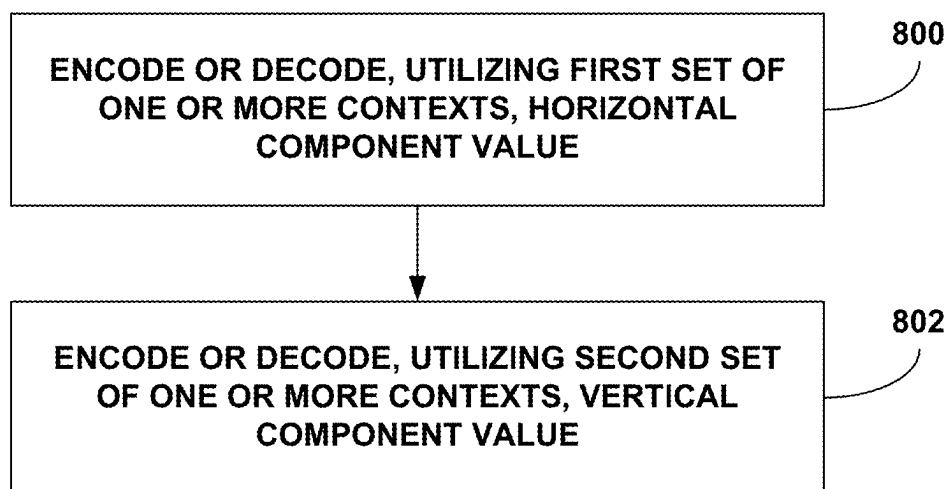 800
ENCODE OR DECODE, UTILIZING FIRST SET OF
ONE OR MORE CONTEXTS, HORIZONTAL
COMPONENT VALUE
802
ENCODE OR DECODE, UTILIZING SECOND SET
OF ONE OR MORE CONTEXTS, VERTICAL
COMPONENT VALUE